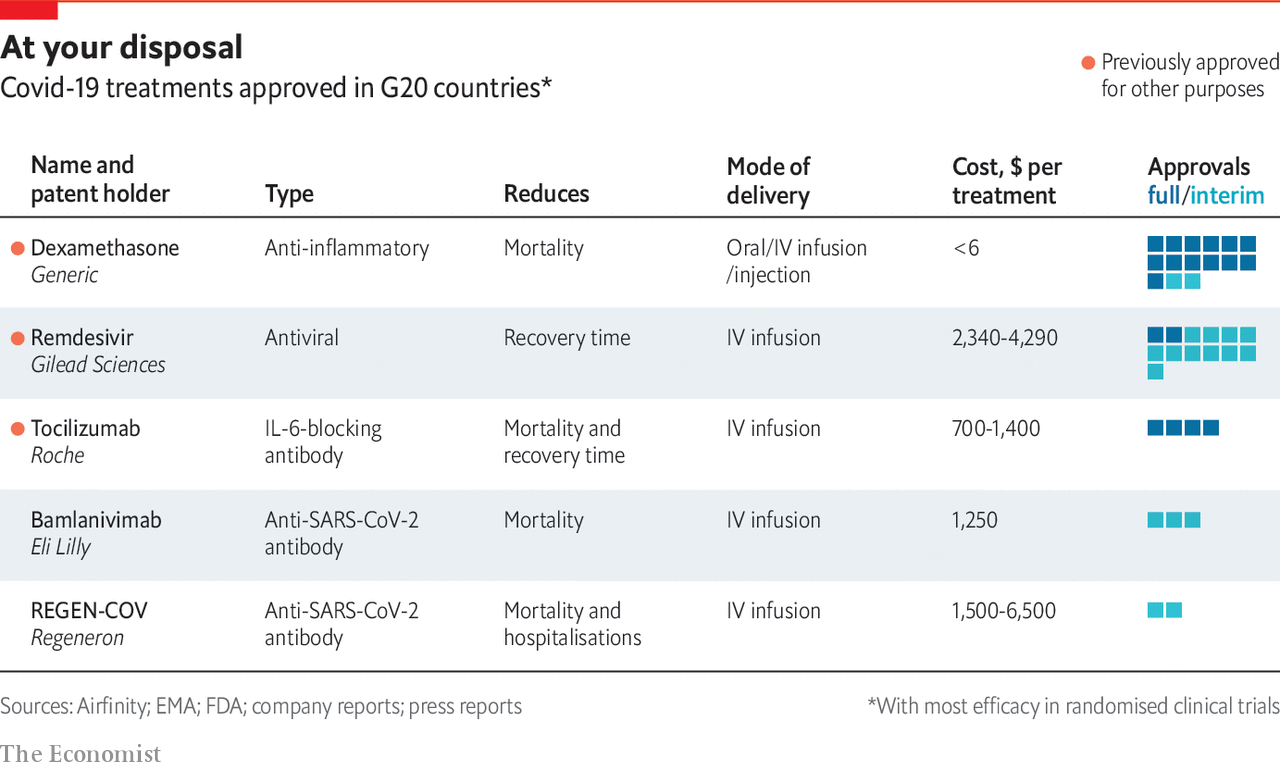 At your disposal
Covid-19 treatments approved in G20 countries*
Previously approved
for other purposes
Name and
patent holder
Type
Reduces
Mode of
delivery
Cost, $ per
treatment
Approvals
full/interim
Dexamethasone
Generic
Anti-inflammatory
Mortality
Oral/IV infusion
/injection
<6
Remdesivir
Gilead Sciences
Antiviral
Recovery time
IV infusion
2,340-4,290
Tocilizumab
Roche
IL-6-blocking
antibody
Mortality and
recovery time
IV infusion
700-1,400
Bamlanivimab
Eli Lilly
Anti-SARS-CoV-2
antibody
Mortality
IV infusion
1,250
REGEN-COV
Regeneron
Anti-SARS-CoV-2
antibody
Mortality and
hospitalisations
IV infusion
1,500-6,500
Sources: Airfinity; EMA; FDA; company reports; press reports
*With most efficacy in randomised clinical trials
The Economist